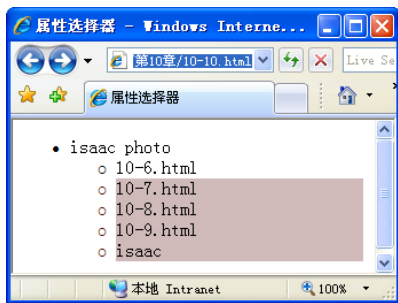 属性选择器 - Windows Interne...
第10章/10-10.html
Live Se
属性选择器
isaac photo
10-6.html
10-7.html
10-8.html
10-9.html
isaac
本地 Intranet
100%